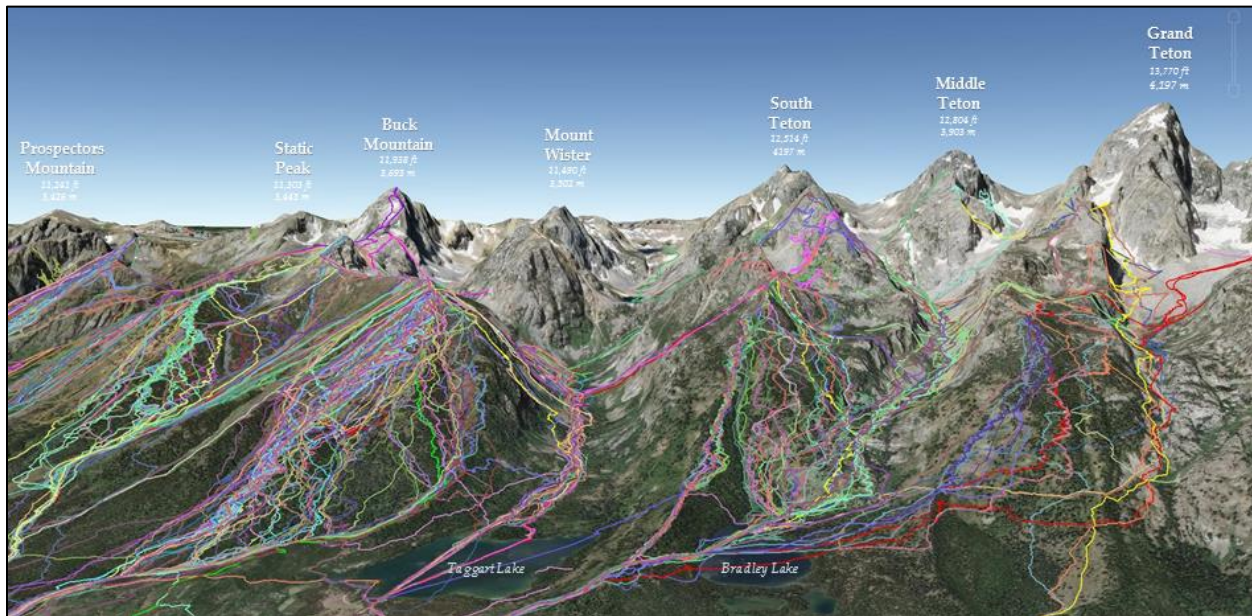 Prospectors
Mountain
11,241 ft
3,426 m
Static
Peak
11,303 ft
3,445 m
Buck
Mountain
11,938 ft
3,693 m
Mount
Wister
11,490 ft
3,502 m
South
Teton
12,514 ft
4197 m
Middle
Teton
12,804 ft
3,903 m
Grand
Teton
13,770 ft
4,197 m
Taggart Lake
Bradley Lake